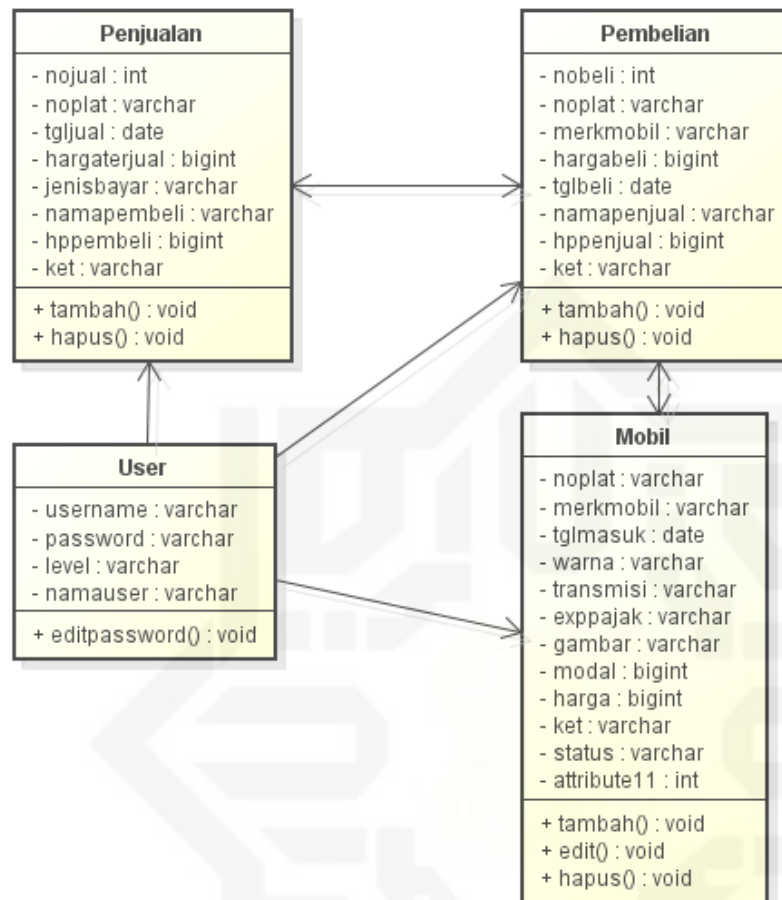 Penjualan
- nojual : int
- noplat : varchar
- tgljual : date
- hargaterjual : bigint
- jenisbayar : varchar
- namapembeli : varchar
- hppembeli : bigint
- ket : varchar
+ tambah() : void
+ hapus() : void
Pembelian
- nobeli : int
- noplat : varchar
- merkmobil : varchar
- hargabeli : bigint
- tglbeli : date
- namapenjual : varchar
- hppenjual : bigint
- ket : varchar
+ tambah() : void
+ hapus() : void
User
- username : varchar
- password : varchar
- level : varchar
- namauser : varchar
+ editpassword() : void
Mobil
- noplat : varchar
- merkmobil : varchar
- tglmasuk : date
- warna : varchar
- transmisi : varchar
- exppajak : varchar
- gambar : varchar
- modal : bigint
- harga : bigint
- ket : varchar
- status : varchar
- attribute11 : int
+ tambah() : void
+ edit() : void
+ hapus() : void